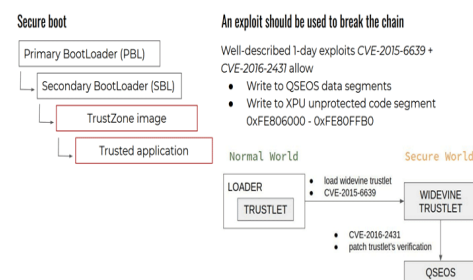 Secure boot
Primary BootLoader (PBL)
Secondary BootLoader (SBL)
TrustZone image
Trusted application
An exploit should be used to break the chain
Well-described 1-day exploits CVE-2015-6639 +
CVE-2016-2431 allow
● Write to QSEOS data segments
● Write to XPU unprotected code segment
0xFE806000 - 0xFE80FFB0
Normal World
Secure World
LOADER
TRUSTLET
● load widevine trustlet
● CVE-2015-6639
WIDEVINE
TRUSTLET
● CVE-2016-2431
● patch trustlet's verification
QSEOS